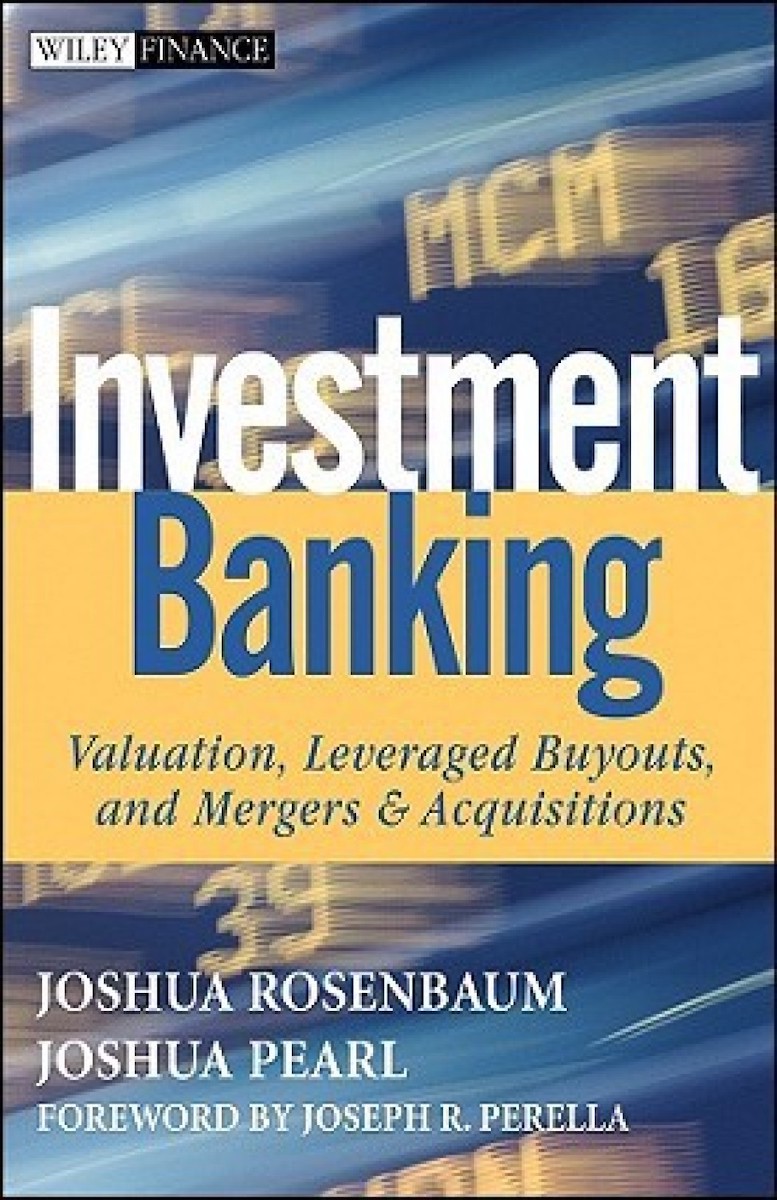 WILEY FINANCE
MCM
16
Investment
Banking
Valuation, Leveraged Buyouts,
and Mergers & Acquisitions
39
JOSHUA ROSENBAUM
JOSHUA PEARL
FOREWORD BY JOSEPH R. PERELLA